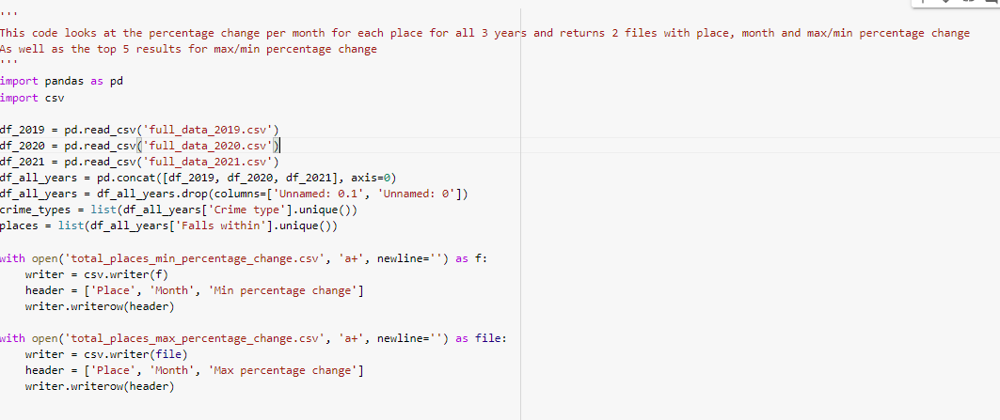 '''
This code looks at the percentage change per month for each place for all 3 years and returns 2 files with place, month and max/min percentage change
As well as the top 5 results for max/min percentage change
'''
import pandas as pd
import csv
df_2019 = pd.read_csv('full_data_2019.csv')
df_2020 = pd.read_csv('full_data_2020.csv')
df_2021 = pd.read_csv('full_data_2021.csv')
df_all_years = pd.concat([df_2019, df_2020, df_2021], axis=0)
df_all_years = df_all_years.drop(columns=['Unnamed: 0.1', 'Unnamed: 0'])
crime_types = list(df_all_years['Crime type'].unique())
places = list(df_all_years['Falls within'].unique())
with open('total_places_min_percentage_change.csv', 'a+', newline='') as f:
    writer = csv.writer(f)
    header = ['Place', 'Month', 'Min percentage change']
    writer.writerow(header)
with open('total_places_max_percentage_change.csv', 'a+', newline='') as file:
    writer = csv.writer(file)
    header = ['Place', 'Month', 'Max percentage change']
    writer.writerow(header)